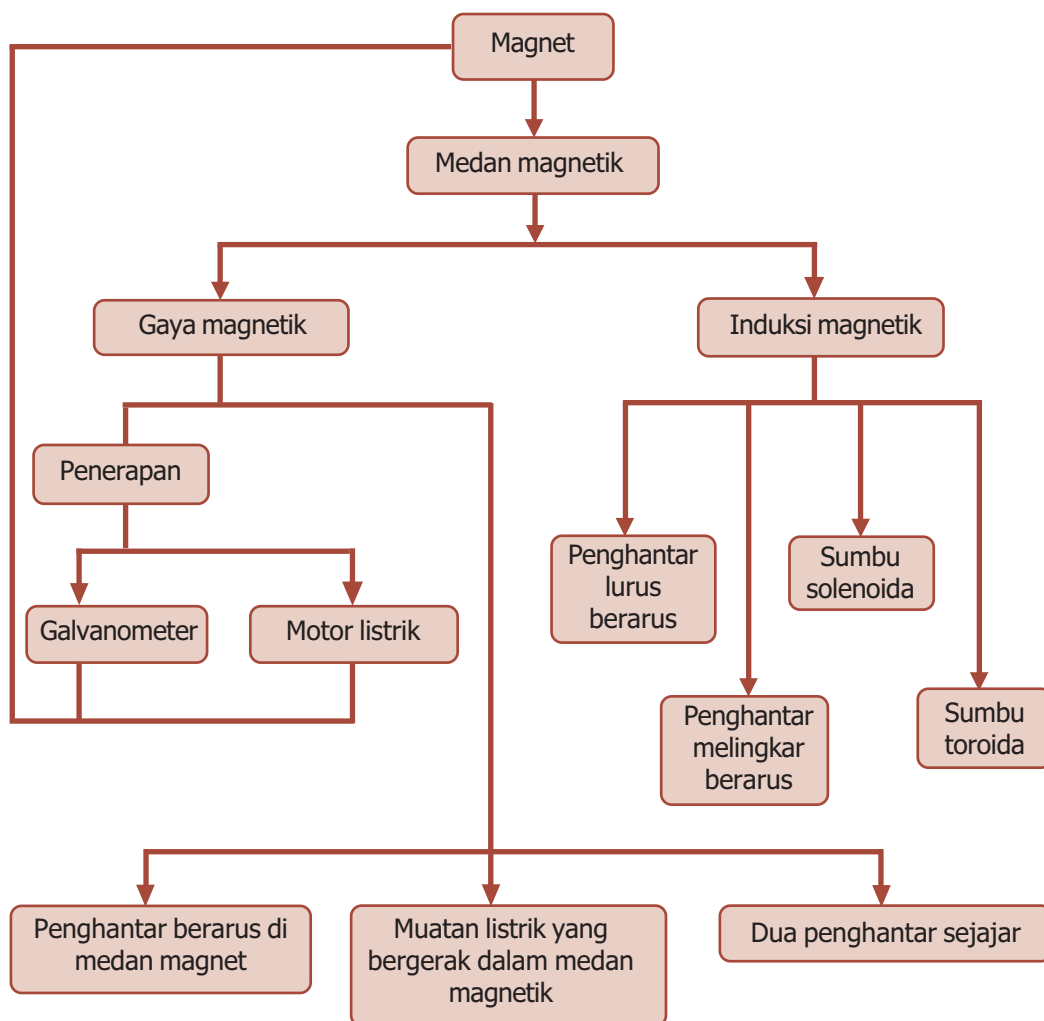 Magnet
Medan magnetik
Gaya magnetik
Induksi magnetik
Penerapan
Galvanometer
Motor listrik
Penghantar
lurus
berarus
Sumbu
solenoida
Penghantar
melingkar
berarus
Sumbu
toroida
Penghantar berarus di
medan magnet
Muatan listrik yang
bergerak dalam medan
magnetik
Dua penghantar sejajar